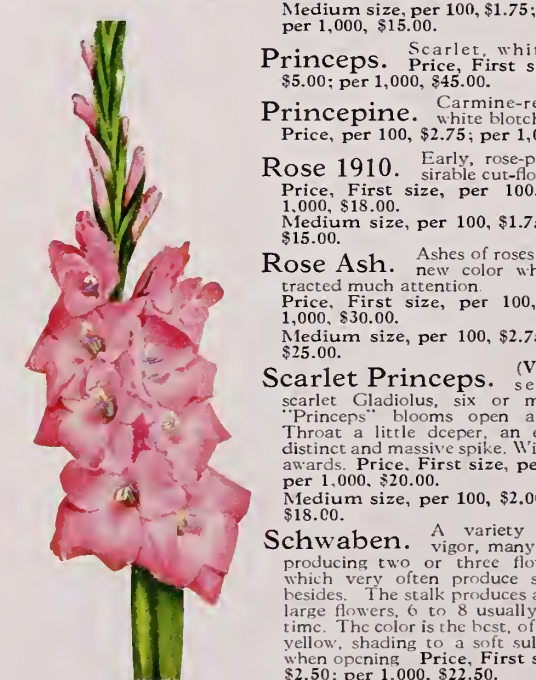 Medium size, per 100, $1.75;
per 1,000, $15.00.
Princeps. Scarlet, whi
Price, First s
$5.00; per 1,000, $45.00.
Princepine. Carmine-re
white blotch
Price, per 100, $2.75; per 1,0
Rose 1910. Early, rose-p
sirable cut-flo
Price, First size, per 100,
1,000, $18.00.
Medium size, per 100, $1.7
$15.00.
Rose Ash. Ashes of roses
new color wh
tracted much attention.
Price, First size, per 100,
1,000, $30.00.
Medium size, per 100, $2.7
$25.00.
Scarlet Princeps. (V
se
scarlet Gladiolus, six or m
"Princeps" blooms open a
Throat a little deeper, an e
distinct and massive spike. Wi
awards. Price, First size, pe
per 1,000, $20.00.
Medium size, per 100, $2.0
$18.00.
Schwaben. A variety
vigor, many
producing two or three flo
which very often produce s
besides. The stalk produces a
large flowers, 6 to 8 usually
time. The color is the best, of
yellow, shading to a soft sul
when opening Price, First s
$2.50; per 1,000, $22.50.